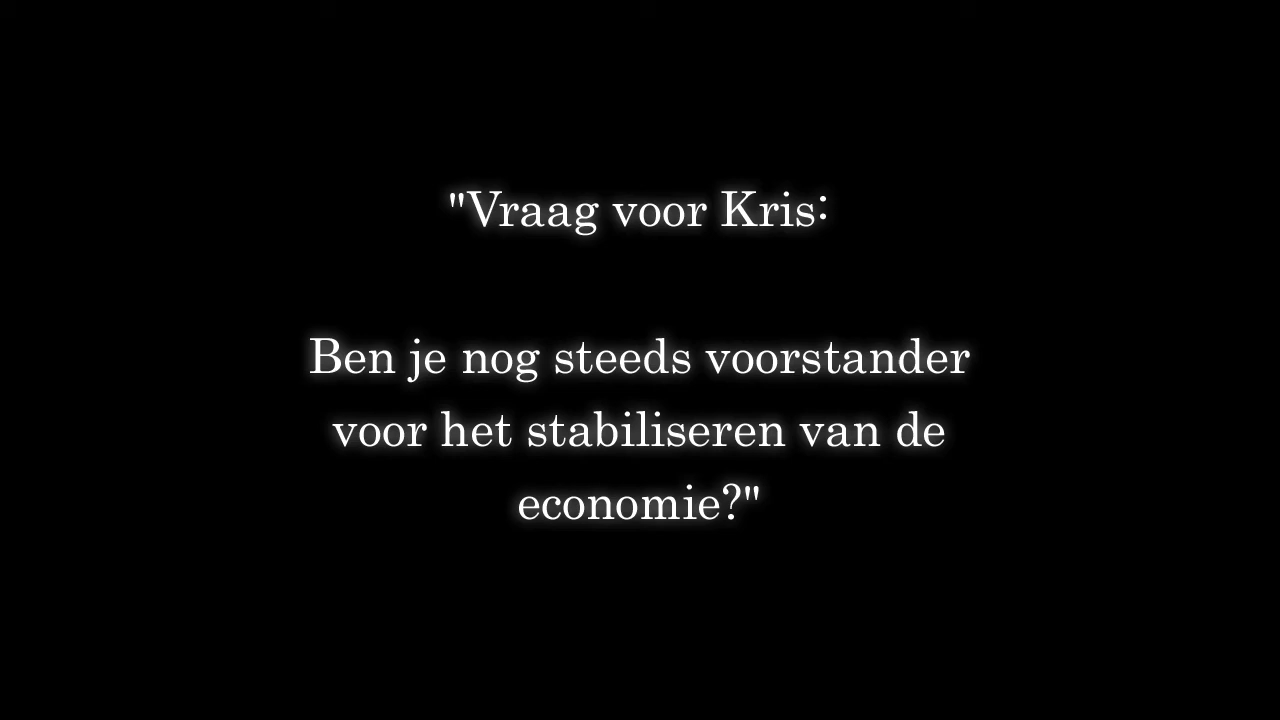 "Vraag voor Kris:
Ben je nog steeds voorstander
voor het stabiliseren van de
economie?"